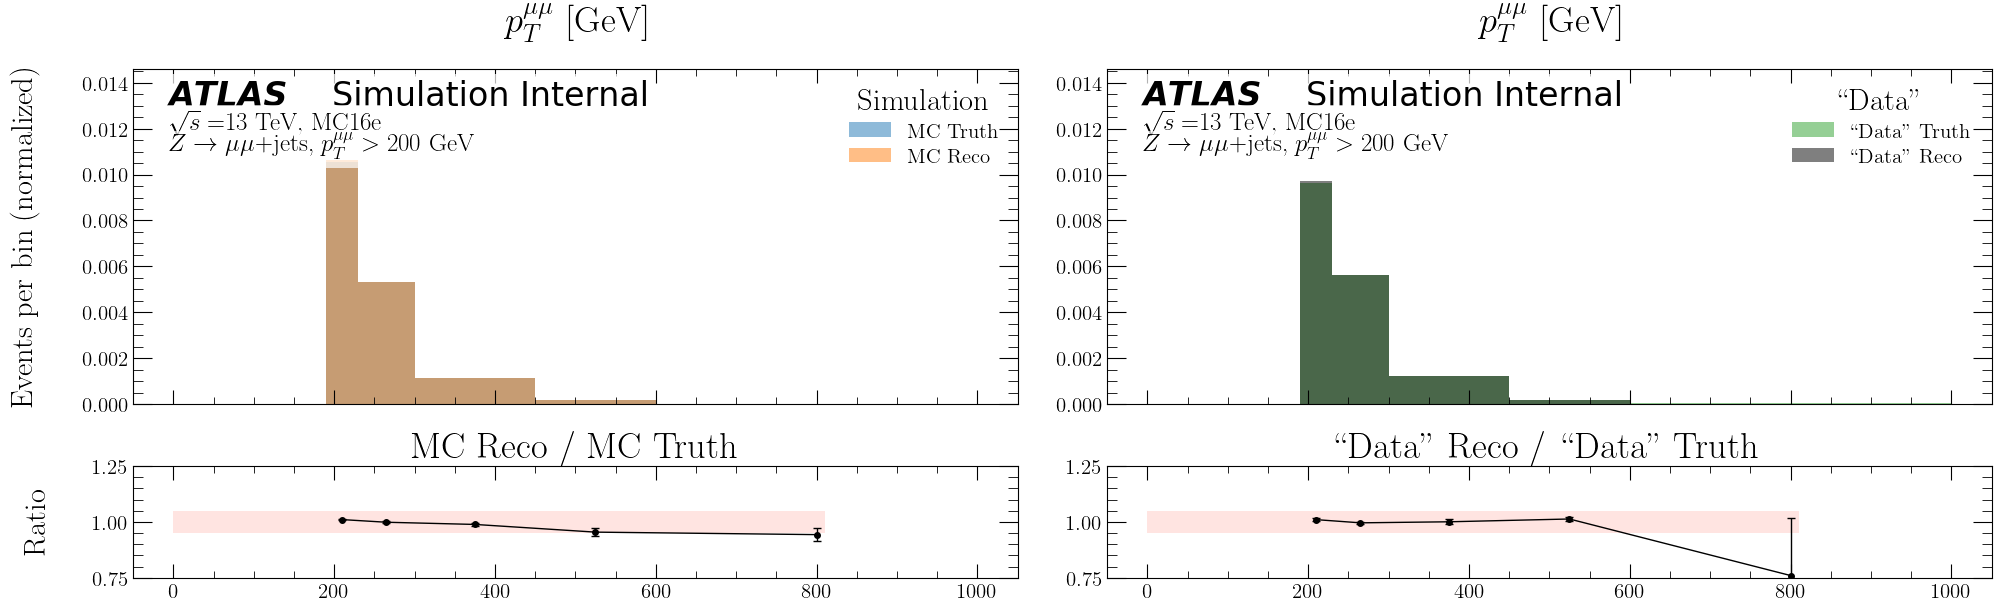 p_T^{μμ} [GeV]
p_T^{μμ} [GeV]
Events per bin (normalized)
0.014
0.012
0.010
0.008
0.006
0.004
0.002
0.000
ATLAS Simulation Internal
√s =13 TeV, MC16e
Z → μμ+jets, p_T^{μμ} > 200 GeV
Simulation
MC Truth
MC Reco
0.014
0.012
0.010
0.008
0.006
0.004
0.002
0.000
ATLAS Simulation Internal
√s =13 TeV, MC16e
Z → μμ+jets, p_T^{μμ} > 200 GeV
“Data”
“Data” Truth
“Data” Reco
MC Reco / MC Truth
Ratio
1.25
1.00
0.75
0 200 400 600 800 1000
“Data” Reco / “Data” Truth
1.25
1.00
0.75
0 200 400 600 800 1000